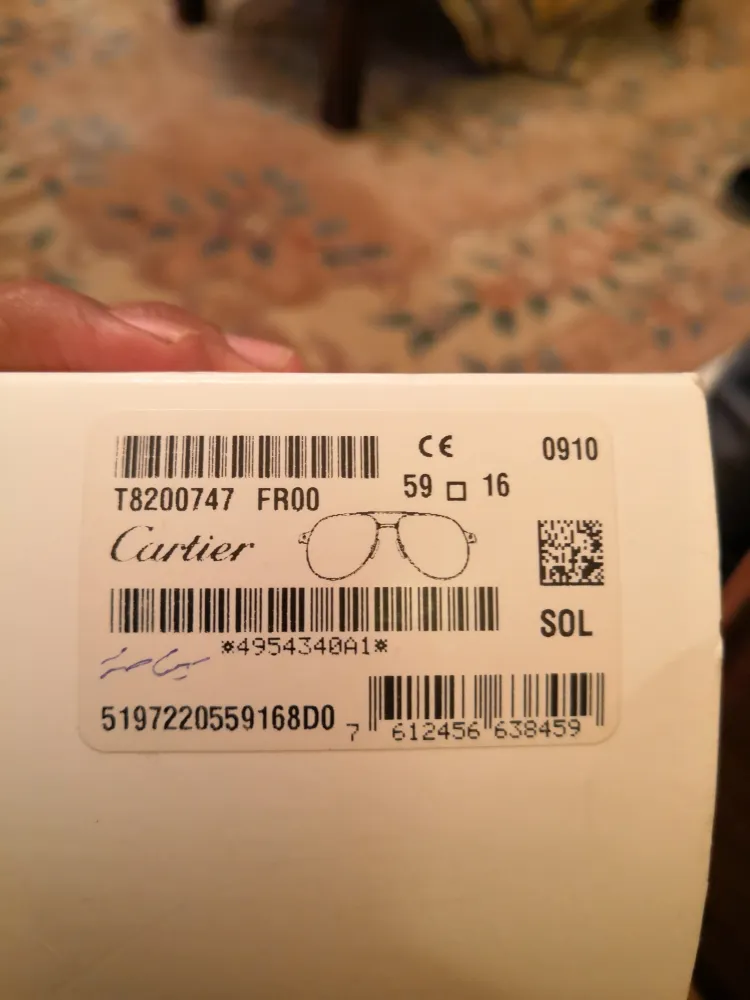 CE 0910
T8200747 FR00 59 □ 16
Cartier
SOL
*4954340A1*
5197220559168D0
7 612456 638459